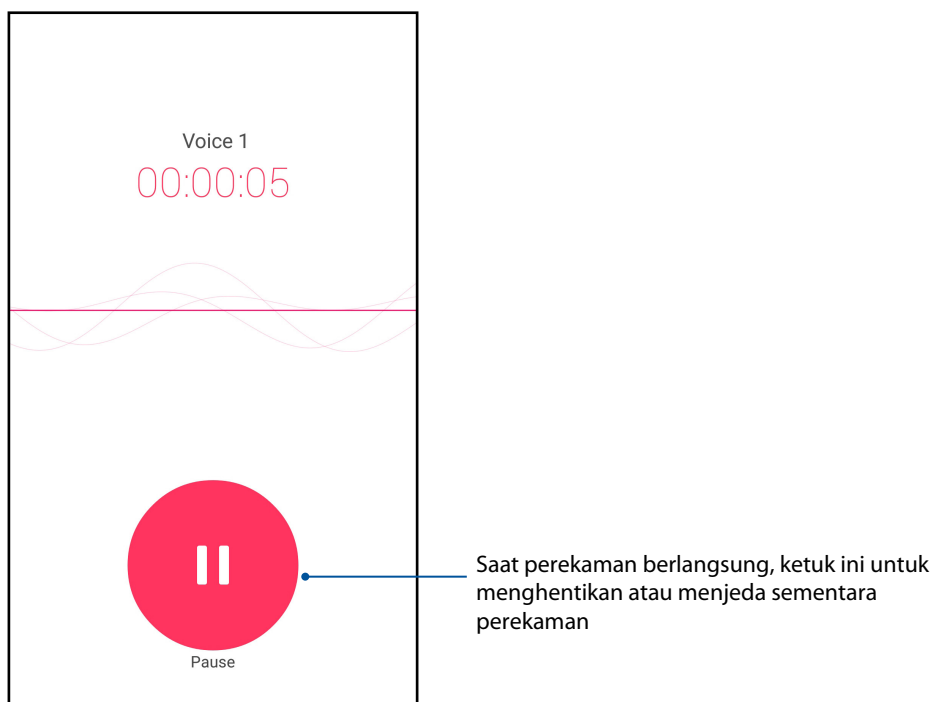 Voice 1
00:00:05
Saat perekaman berlangsung, ketuk ini untuk
menghentikan atau menjeda sementara
perekaman
Pause